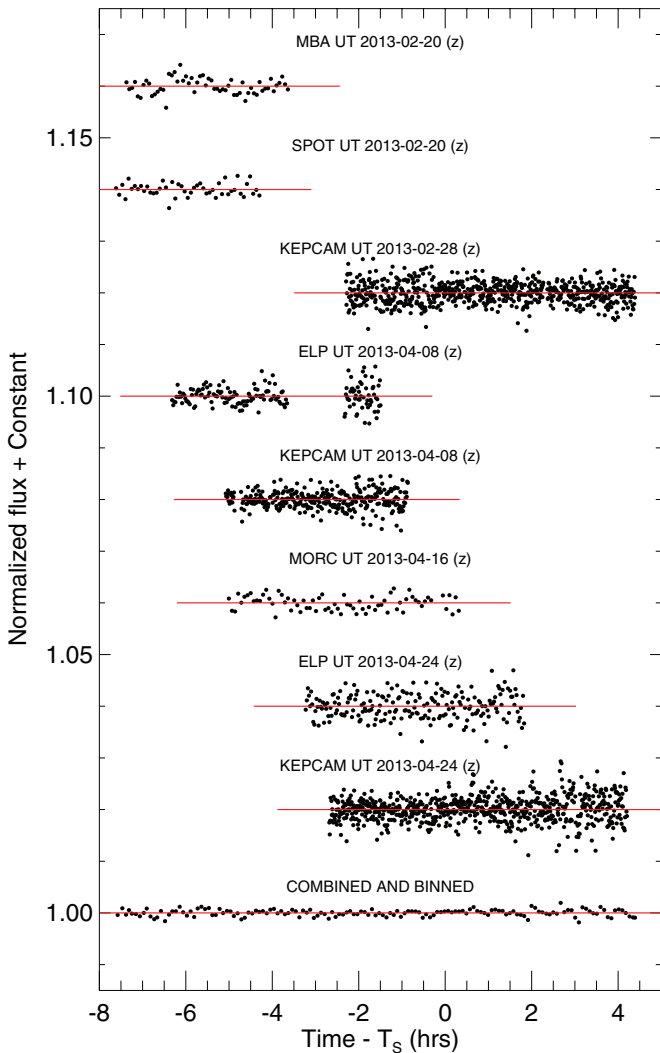 MBA UT 2013-02-20 (z)
1.15
SPOT UT 2013-02-20 (z)
KEPCAM UT 2013-02-28 (z)
ELP UT 2013-04-08 (z)
1.10
KEPCAM UT 2013-04-08 (z)
Normalized flux + Constant
MORC UT 2013-04-16 (z)
1.05
ELP UT 2013-04-24 (z)
KEPCAM UT 2013-04-24 (z)
COMBINED AND BINNED
1.00
-8 -6 -4 -2 0 2 4
Time - TS (hrs)